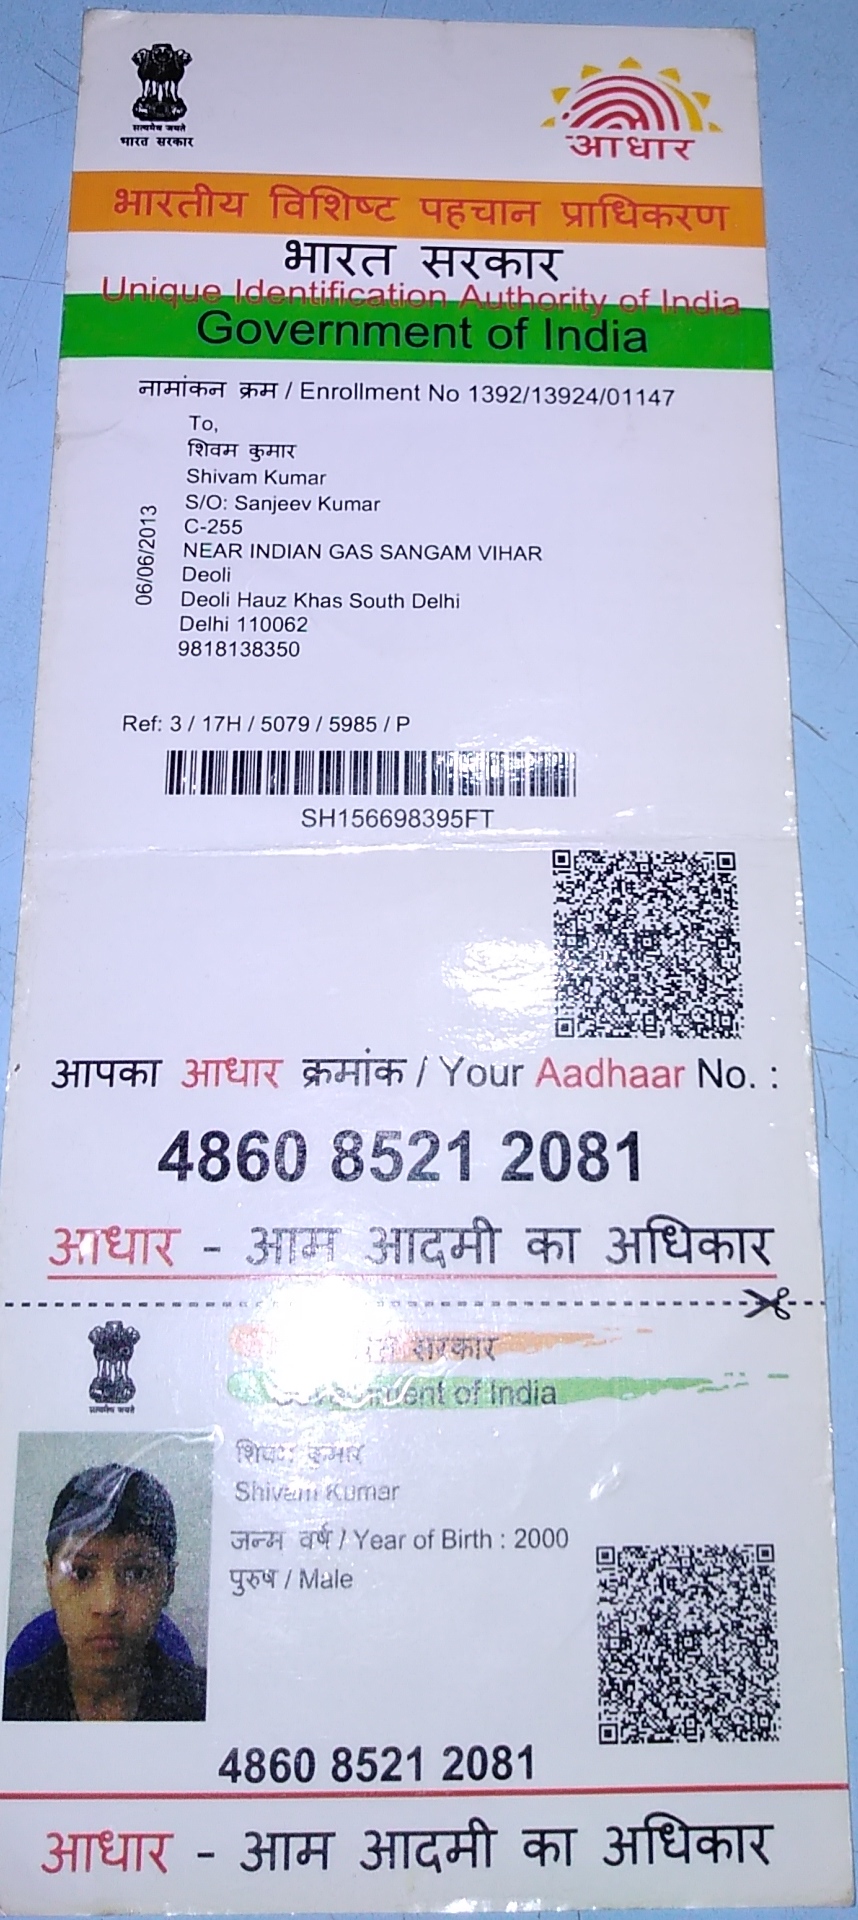 सत्यमेव जयते
भारत सरकार
आधार
भारतीय विशिष्ट पहचान प्राधिकरण
भारत सरकार
Unique Identification Authority of India
Government of India
नामांकन क्रम / Enrollment No 1392/13924/01147
To,
शिवम कुमार
Shivam Kumar
S/O: Sanjeev Kumar
C-255
NEAR INDIAN GAS SANGAM VIHAR
Deoli
Deoli Hauz Khas South Delhi
Delhi 110062
9818138350
06/06/2013
Ref: 3 / 17H / 5079 / 5985 / P
SH156698395FT
आपका आधार क्रमांक / Your Aadhaar No. :
4860 8521 2081
आधार - आम आदमी का अधिकार
सरकार
of India
सत्यमेव जयते
शिवम कुमार
Shivam Kumar
जन्म वर्ष / Year of Birth : 2000
पुरुष / Male
4860 8521 2081
आधार - आम आदमी का अधिकार